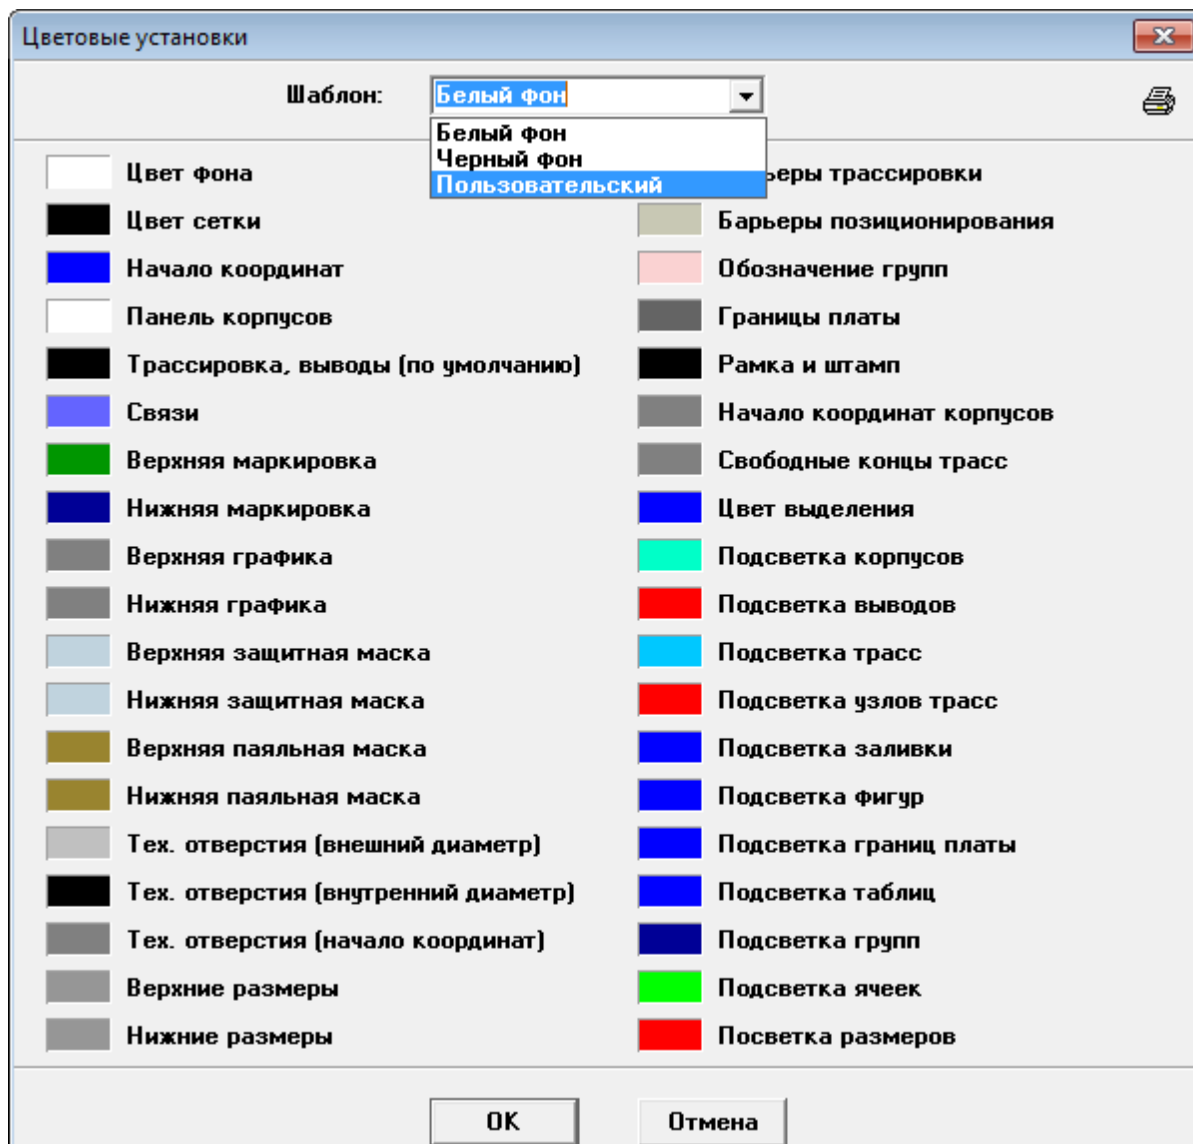 Цветовые установки
Шаблон:
Белый фон
Белый фон
Черный фон
Пользовательский
Цвет фона
Цвет сетки
Начало координат
Панель корпусов
Трассировка, выводы (по умолчанию)
Связи
Верхняя маркировка
Нижняя маркировка
Верхняя графика
Нижняя графика
Верхняя защитная маска
Нижняя защитная маска
Верхняя паяльная маска
Нижняя паяльная маска
Тех. отверстия (внешний диаметр)
Тех. отверстия (внутренний диаметр)
Тех. отверстия (начало координат)
Верхние размеры
Нижние размеры
трассировки
Барьеры позиционирования
Обозначение групп
Границы платы
Рамка и штамп
Начало координат корпусов
Свободные концы трасс
Цвет выделения
Подсветка корпусов
Подсветка выводов
Подсветка трасс
Подсветка узлов трасс
Подсветка заливки
Подсветка фигур
Подсветка границ платы
Подсветка таблиц
Подсветка групп
Подсветка ячеек
Посветка размеров
OK
Отмена